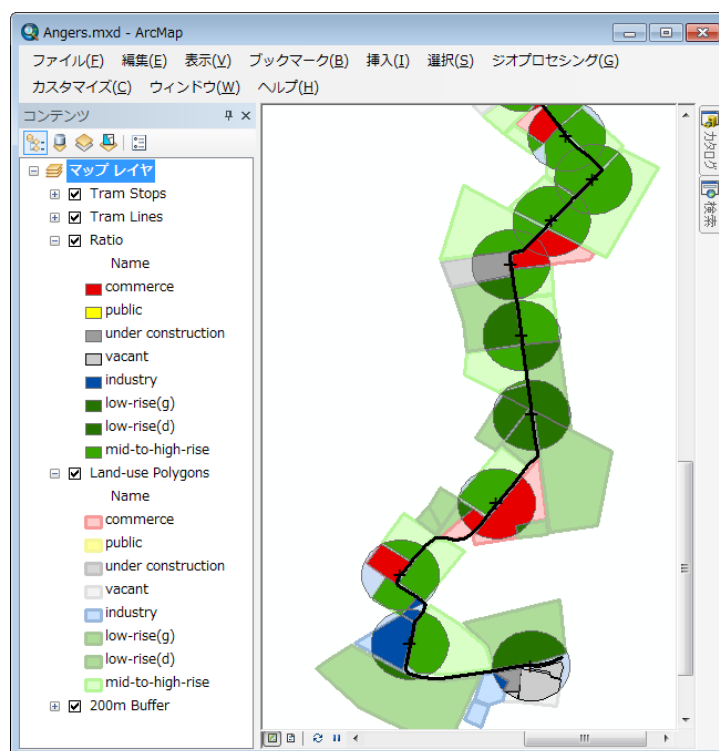 Angers.mxd - ArcMap
ファイル(F) 編集(E) 表示(V) ブックマーク(B) 挿入(I) 選択(S) ジオプロセシング(G)
カスタマイズ(C) ウィンドウ(W) ヘルプ(H)
コンテンツ
マップ レイヤ
Tram Stops
Tram Lines
Ratio
Name
commerce
public
under construction
vacant
industry
low-rise(g)
low-rise(d)
mid-to-high-rise
Land-use Polygons
Name
commerce
public
under construction
vacant
industry
low-rise(g)
low-rise(d)
mid-to-high-rise
200m Buffer
カタログ
検索